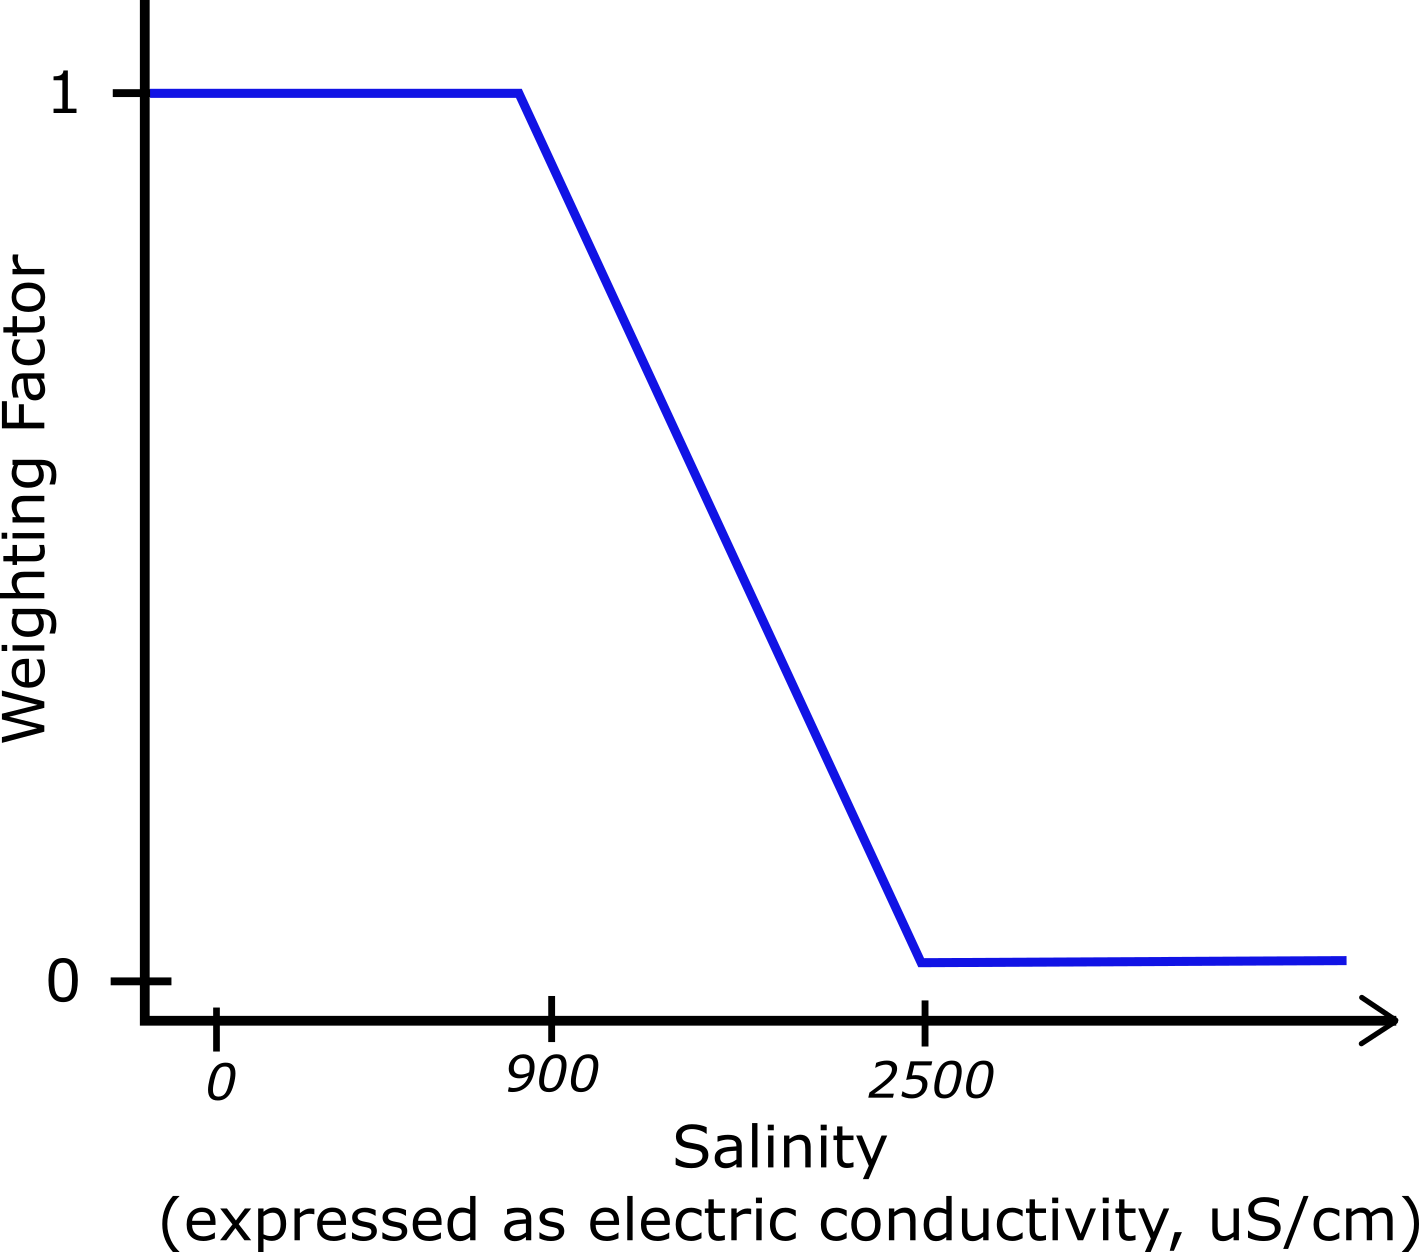 1
Weighting Factor
0
0
900
2500
Salinity
(expressed as electric conductivity, uS/cm)